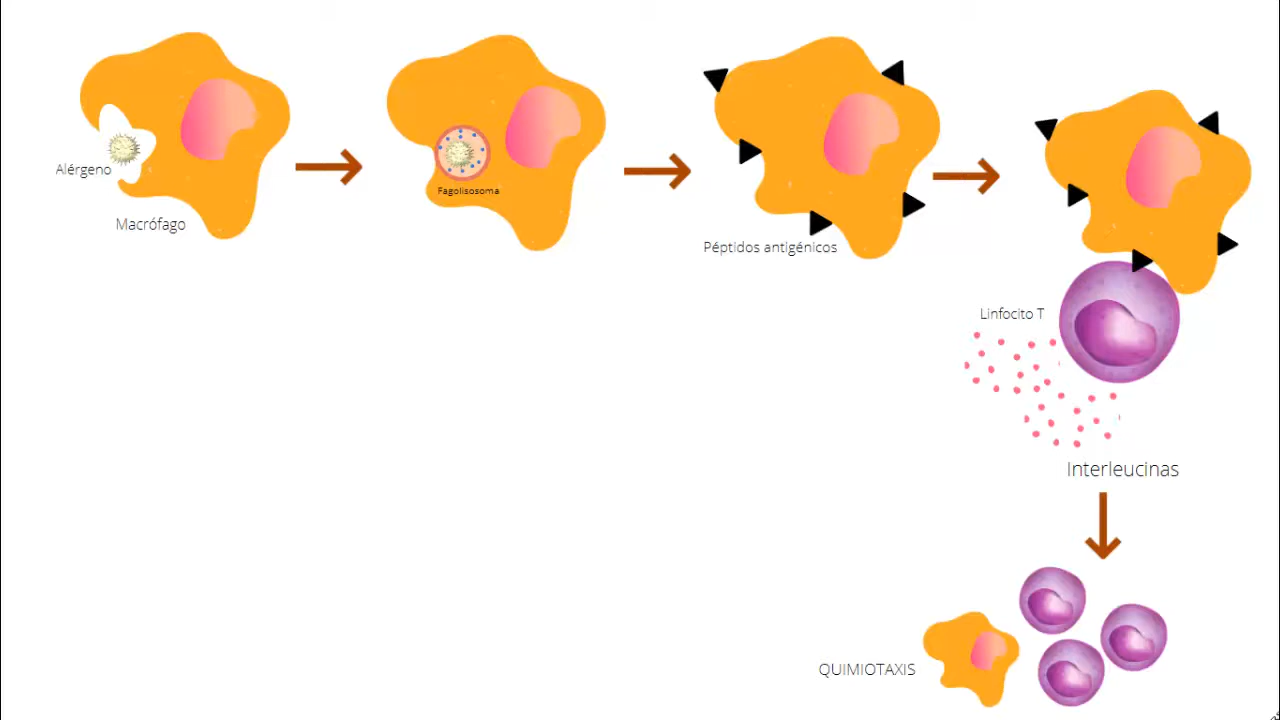 Alérgeno
Macrófago
Fagolisosoma
Péptidos antigénicos
Linfocito T
Interleucinas
QUIMIOTAXIS